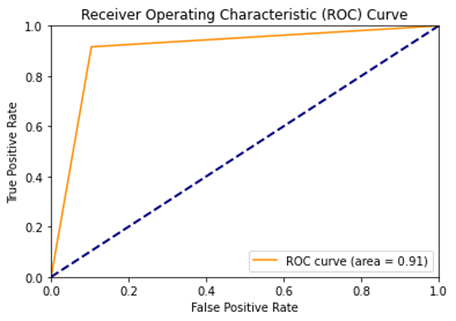 Receiver Operating Characteristic (ROC) Curve
1.0
0.8
0.6
0.4
0.2
0.0
True Positive Rate
ROC curve (area = 0.91)
0.0 0.2 0.4 0.6 0.8 1.0
False Positive Rate